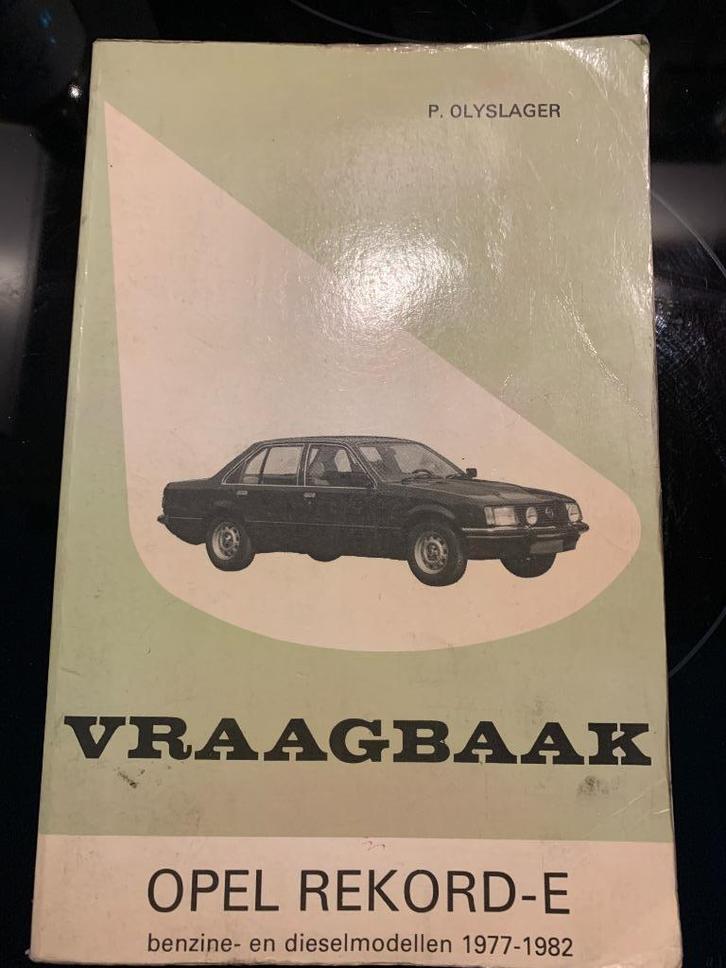 P. OLYSLAGER
VRAAGBAAK
OPEL REKORD-E
benzine- en dieselmodellen 1977-1982